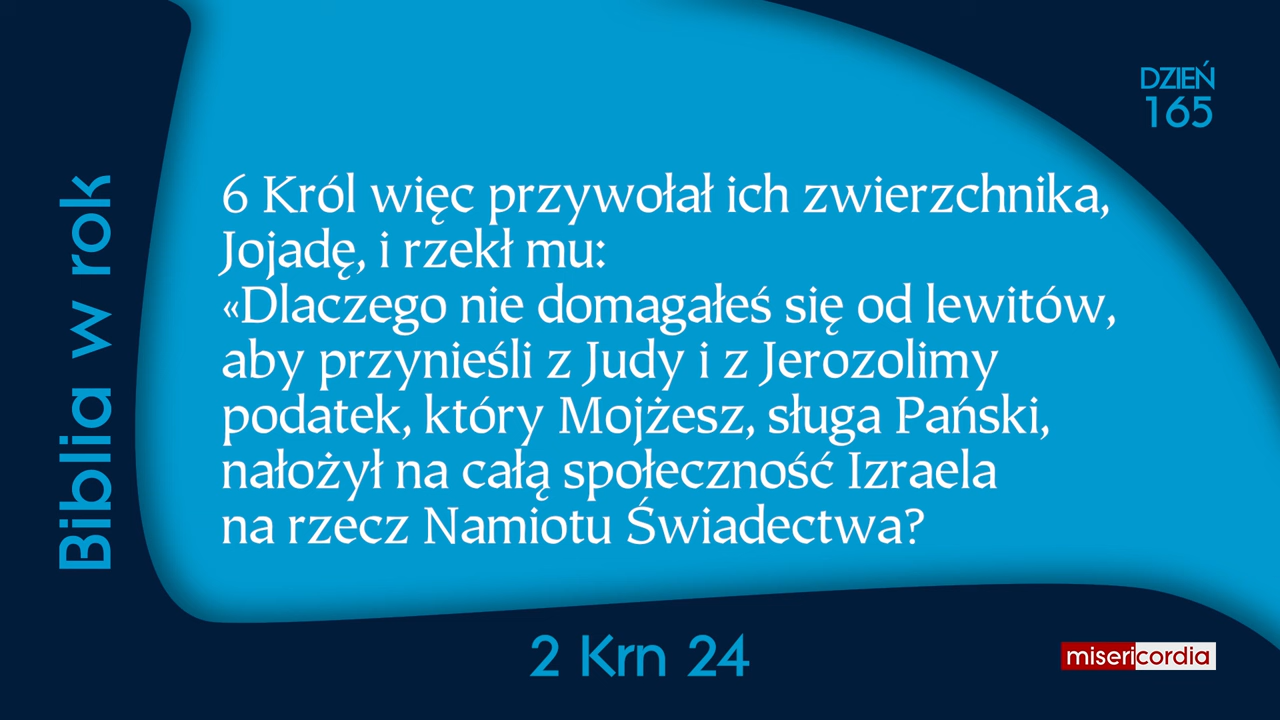 DZIEŃ
165
Biblia w rok
6 Król więc przywołał ich zwierzchnika,
Jojadę, i rzekł mu:
«Dlaczego nie domagałeś się od lewitów,
aby przynieśli z Judy i z Jerozolimy
podatek, który Mojżesz, sługa Pański,
nałożył na całą społeczność Izraela
na rzecz Namiotu Świadectwa?
2 Krn 24
misericordia